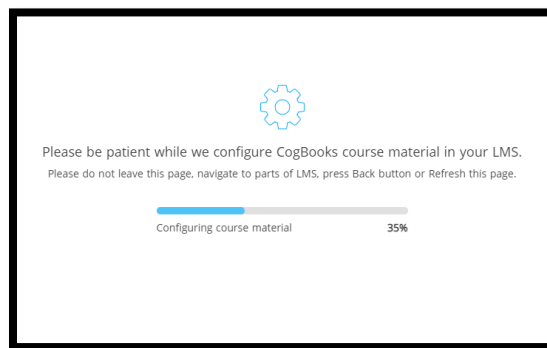 Please be patient while we configure CogBooks course material in your LMS.
Please do not leave this page, navigate to parts of LMS, press Back button or Refresh this page.
Configuring course material 35%